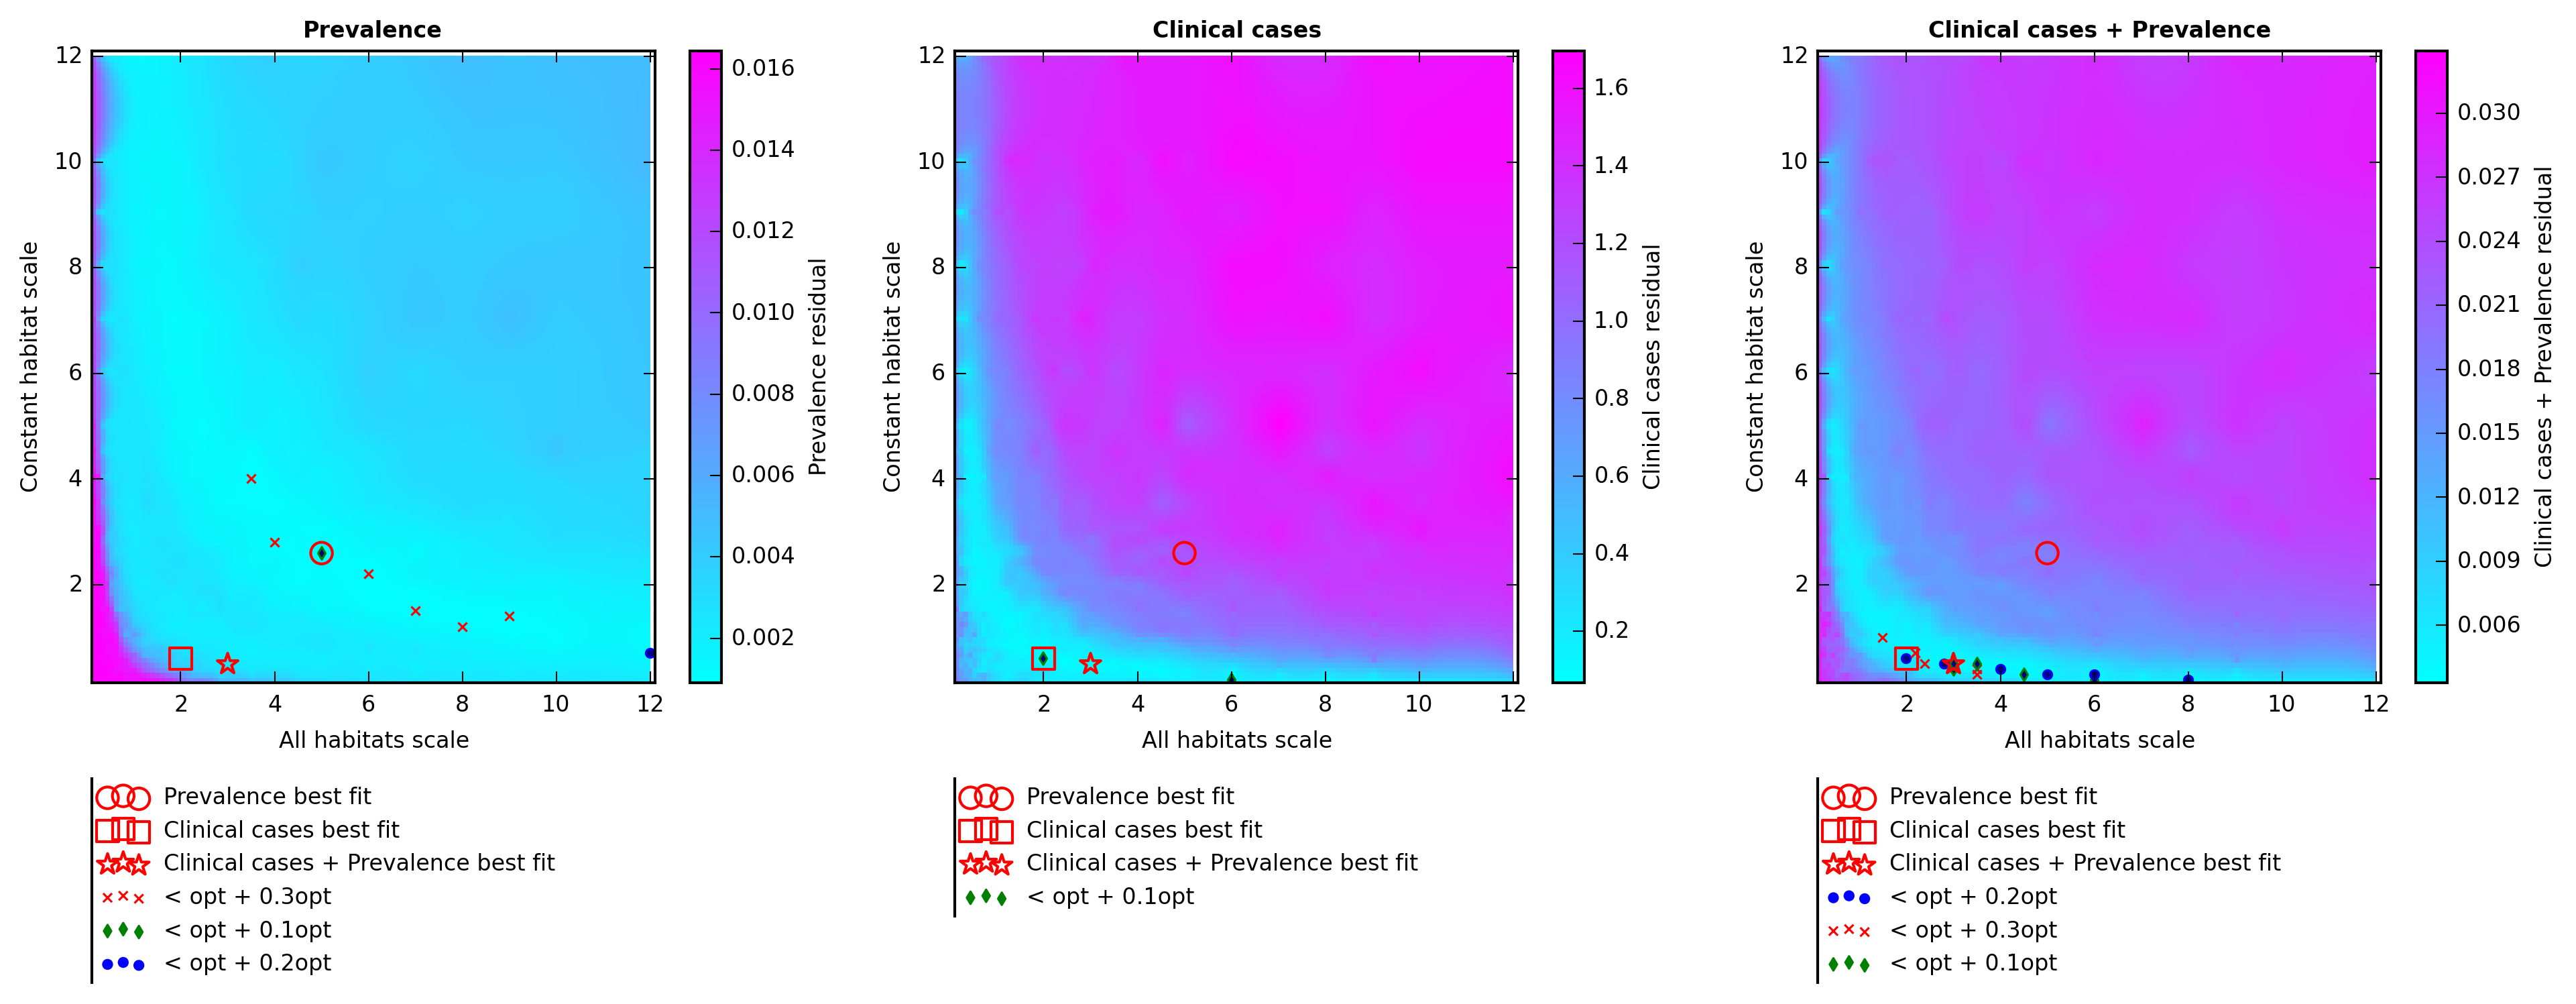 Prevalence
12
10
8
6
4
2
2 4 6 8 10 12
Constant habitat scale
All habitats scale
0.016
0.014
0.012
0.010
0.008
0.006
0.004
0.002
Prevalence residual
Prevalence best fit
Clinical cases best fit
Clinical cases + Prevalence best fit
< opt + 0.3opt
< opt + 0.1opt
< opt + 0.2opt
Clinical cases
12
10
8
6
4
2
2 4 6 8 10 12
Constant habitat scale
All habitats scale
1.6
1.4
1.2
1.0
0.8
0.6
0.4
0.2
Clinical cases residual
Prevalence best fit
Clinical cases best fit
Clinical cases + Prevalence best fit
< opt + 0.1opt
Clinical cases + Prevalence
12
10
8
6
4
2
2 4 6 8 10 12
Constant habitat scale
All habitats scale
0.030
0.027
0.024
0.021
0.018
0.015
0.012
0.009
0.006
Clinical cases + Prevalence residual
Prevalence best fit
Clinical cases best fit
Clinical cases + Prevalence best fit
< opt + 0.2opt
< opt + 0.3opt
< opt + 0.1opt